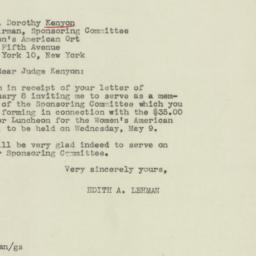 . Dorothy Kenyon
rman, Sponsoring Committee
n's American Ort
Fifth Avenue
York 10, New York
ear Judge Kenyon:
m in receipt of your letter of
uary 8 inviting me to serve as a mem-
of the Sponsoring Committee which you
forming in connection with the $35.00
or Luncheon for the Women's American
to be held on Wednesday, May 9.
ll be very glad indeed to serve on
r Sponsoring Committee.
Very sincerely yours,
EDITH A. LEHMAN
an/gs